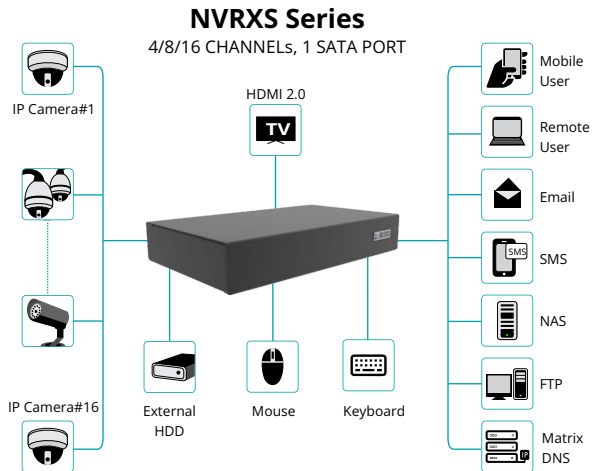 NVRXS Series
4/8/16 CHANNELs, 1 SATA PORT
IP Camera#1
HDMI 2.0
TV
Mobile
User
Remote
User
Email
SMS
SMS
NAS
External
HDD
Mouse
Keyboard
FTP
IP Camera#16
IP
Matrix
DNS